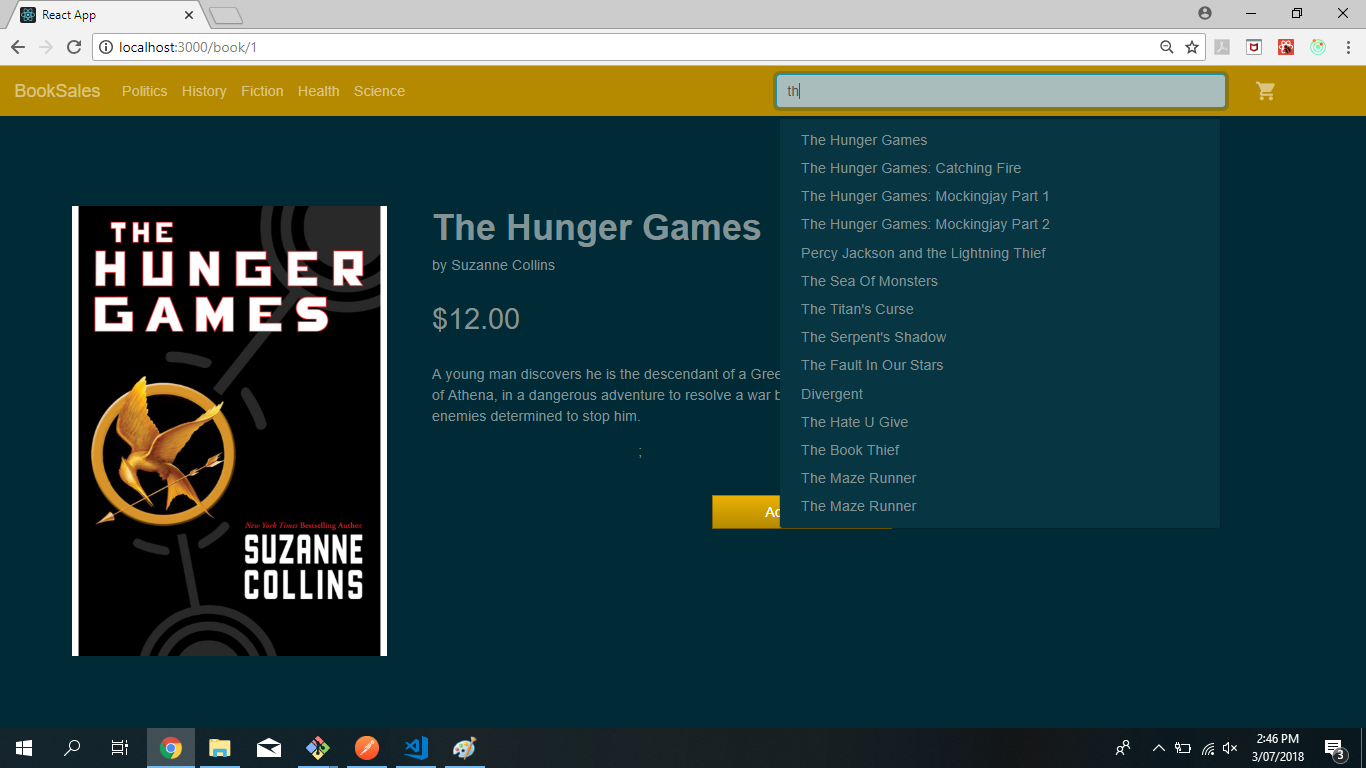 React App
localhost:3000/book/1
BookSales Politics History Fiction Health Science
th
The Hunger Games
The Hunger Games: Catching Fire
The Hunger Games: Mockingjay Part 1
The Hunger Games: Mockingjay Part 2
Percy Jackson and the Lightning Thief
The Sea Of Monsters
The Titan's Curse
The Serpent's Shadow
The Fault In Our Stars
Divergent
The Hate U Give
The Book Thief
The Maze Runner
The Maze Runner
THE
HUNGER
GAMES
New York Times Bestselling Author
SUZANNE
COLLINS
The Hunger Games
by Suzanne Collins
$12.00
A young man discovers he is the descendant of a
of Athena, in a dangerous adventure to resolve a war
enemies determined to stop him.
;
2:46 PM
3/07/2018
3